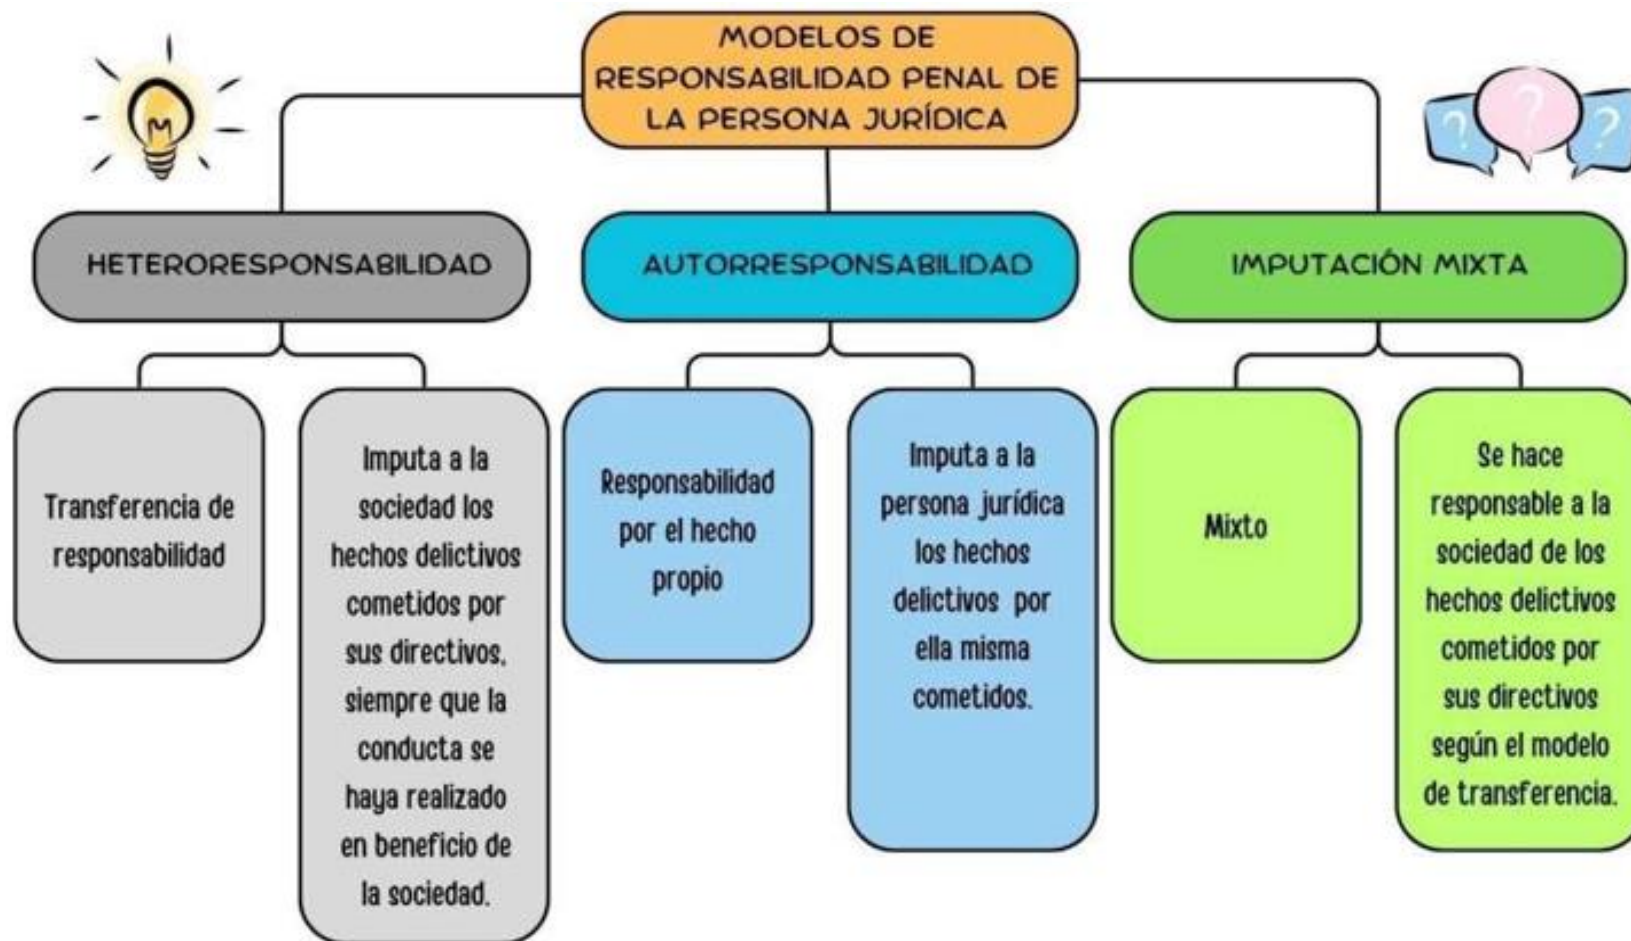 MODELOS DE
RESPONSABILIDAD PENAL DE
LA PERSONA JURÍDICA
HETERORESPONSABILIDAD
AUTORRESPONSABILIDAD
IMPUTACIÓN MIXTA
Transferencia de
responsabilidad
Imputa a la
sociedad los
hechos delictivos
cometidos por
sus directivos,
siempre que la
conducta se
haya realizado
en beneficio de
la sociedad.
Responsabilidad
por el hecho
propio
Imputa a la
persona jurídica
los hechos
delictivos por
ella misma
cometidos.
Mixto
Se hace
responsable a la
sociedad de los
hechos delictivos
cometidos por
sus directivos
según el modelo
de transferencia.
? ? ?